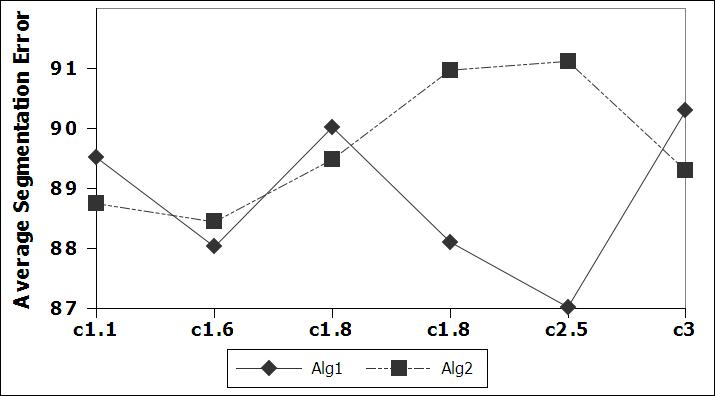 Average Segmentation Error
91
90
89
88
87
c1.1 c1.6 c1.8 c1.8 c2.5 c3
Alg1 Alg2